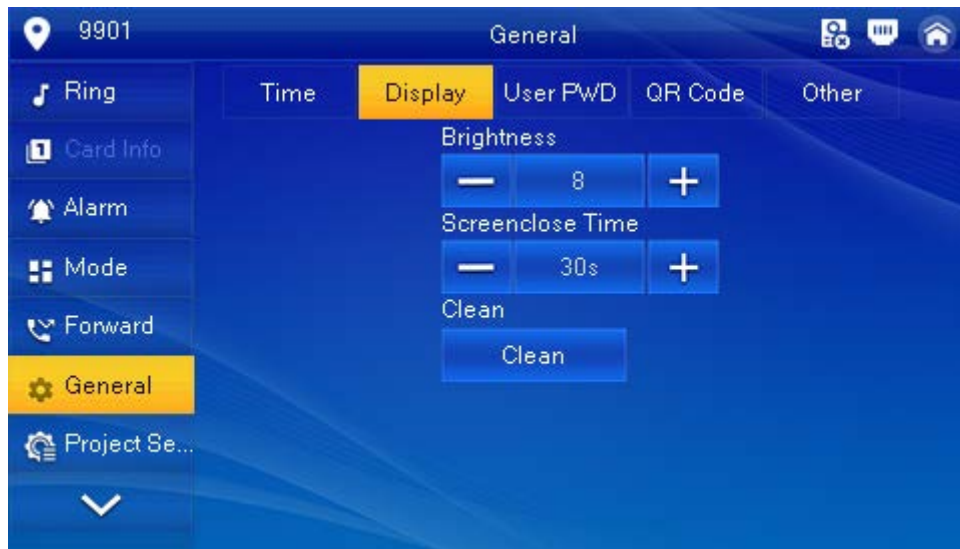 9901
General
Ring
Card Info
Alarm
Mode
Forward
General
Project Se...
Time
Display
User PWD
QR Code
Other
Brightness
8
Screenclose Time
30s
Clean
Clean